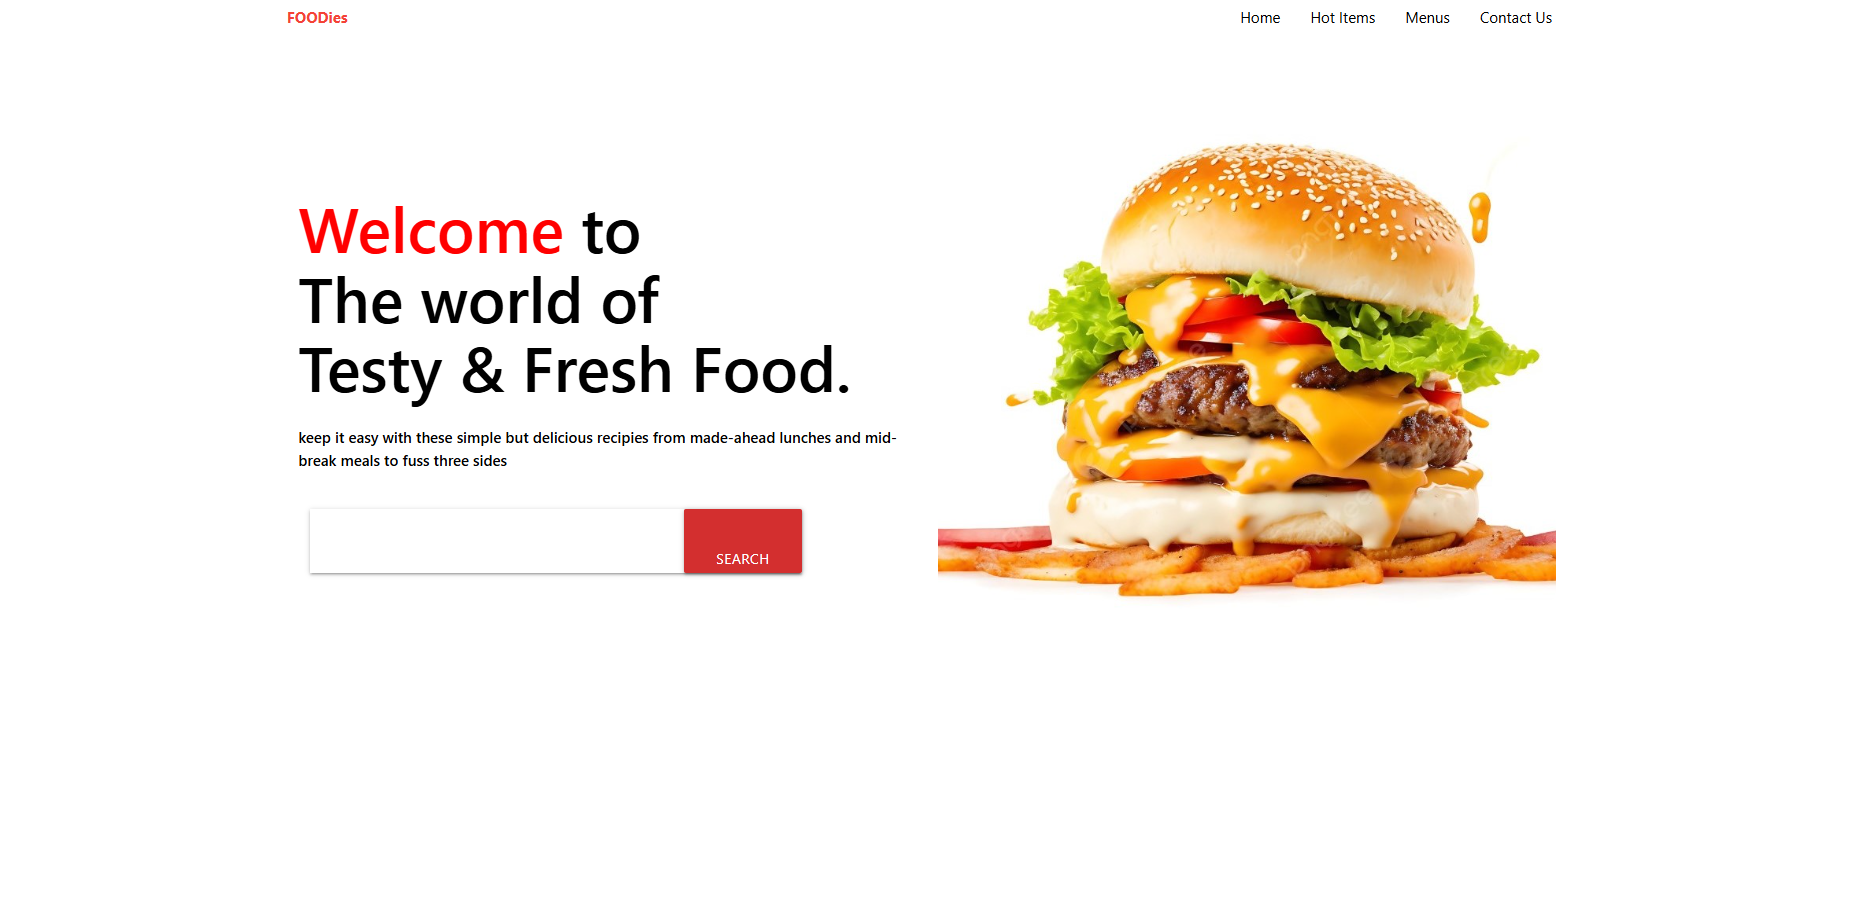 FOODies
Home Hot Items Menus Contact Us
Welcome to
The world of
Testy & Fresh Food.
keep it easy with these simple but delicious recipies from made-ahead lunches and mid-
break meals to fuss three sides
SEARCH